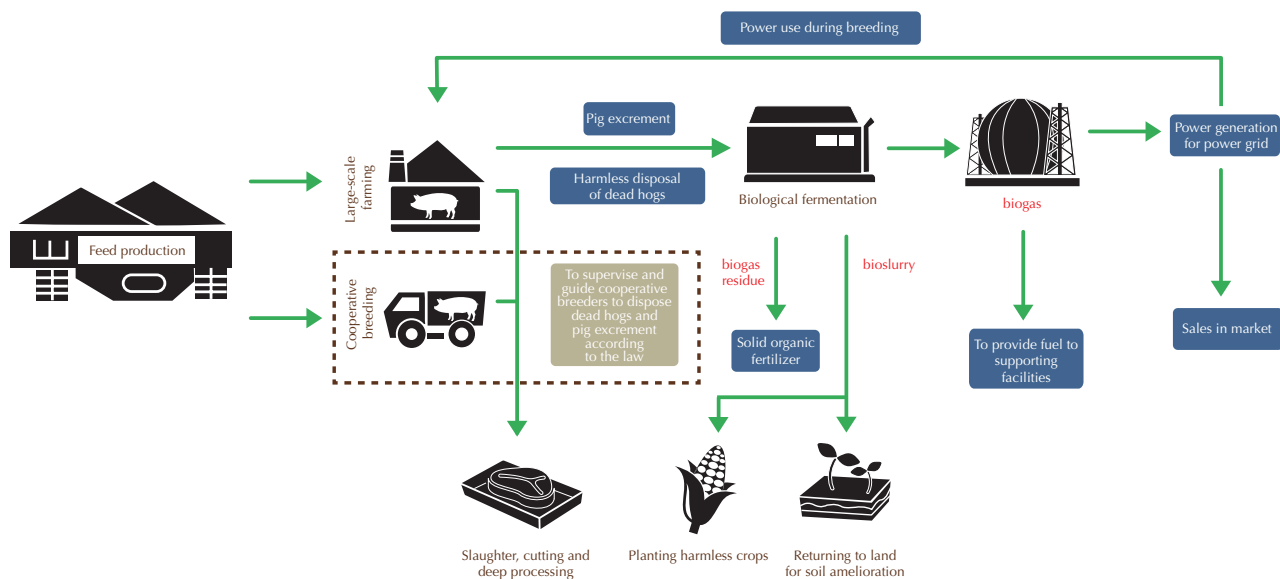 Power use during breeding
Pig excrement
Power generation
for power grid
Large-scale
farming
Harmless disposal
of dead hogs
Biological fermentation
biogas
Feed production
Cooperative
breeding
To supervise and
guide cooperative
breeders to dispose
dead hogs and
pig excrement
according
to the law
biogas
residue
bioslurry
Solid organic
fertilizer
To provide fuel to
supporting
facilities
Sales in market
Slaughter, cutting and
deep processing
Planting harmless crops
Returning to land
for soil amelioration